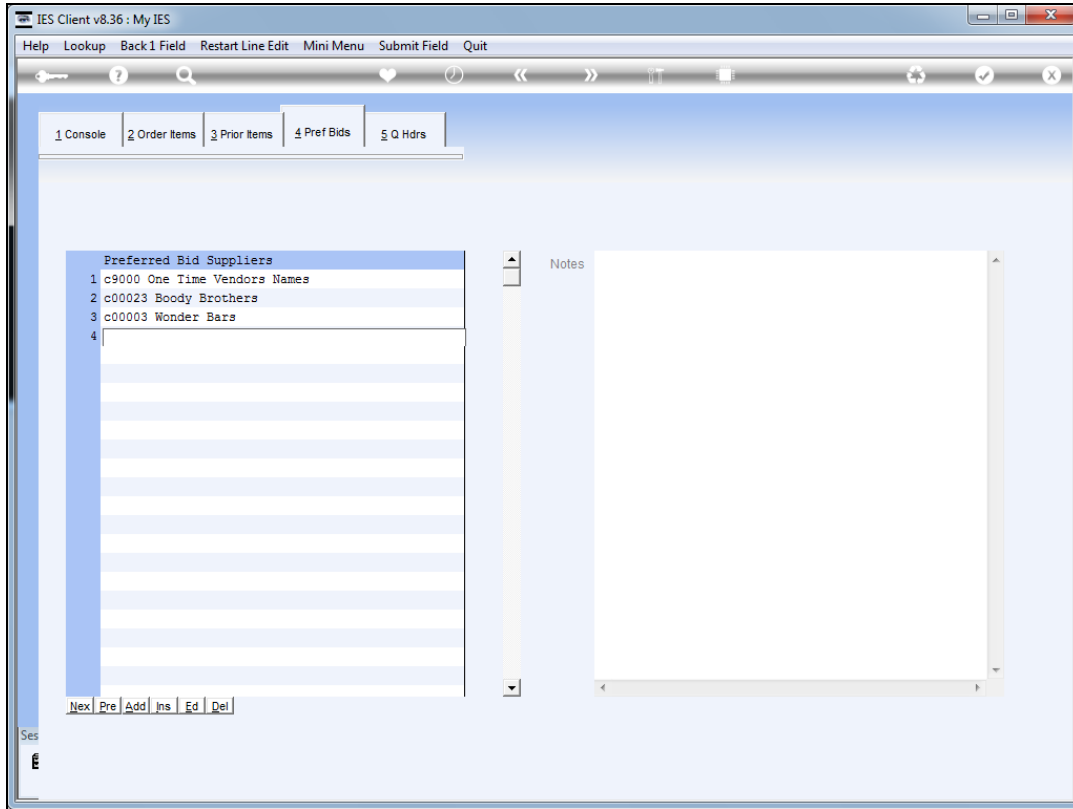 IES Client v8.36 : My IES
Help Lookup Back 1 Field Restart Line Edit Mini Menu Submit Field Quit
1 Console 2 Order Items 3 Prior Items 4 Pref Bids 5 Q Hdrs
Preferred Bid Suppliers
1 c9000 One Time Vendors Names
2 c00023 Boody Brothers
3 c00003 Wonder Bars
4
Notes
Nex Pre Add Ins Ed Del
Ses